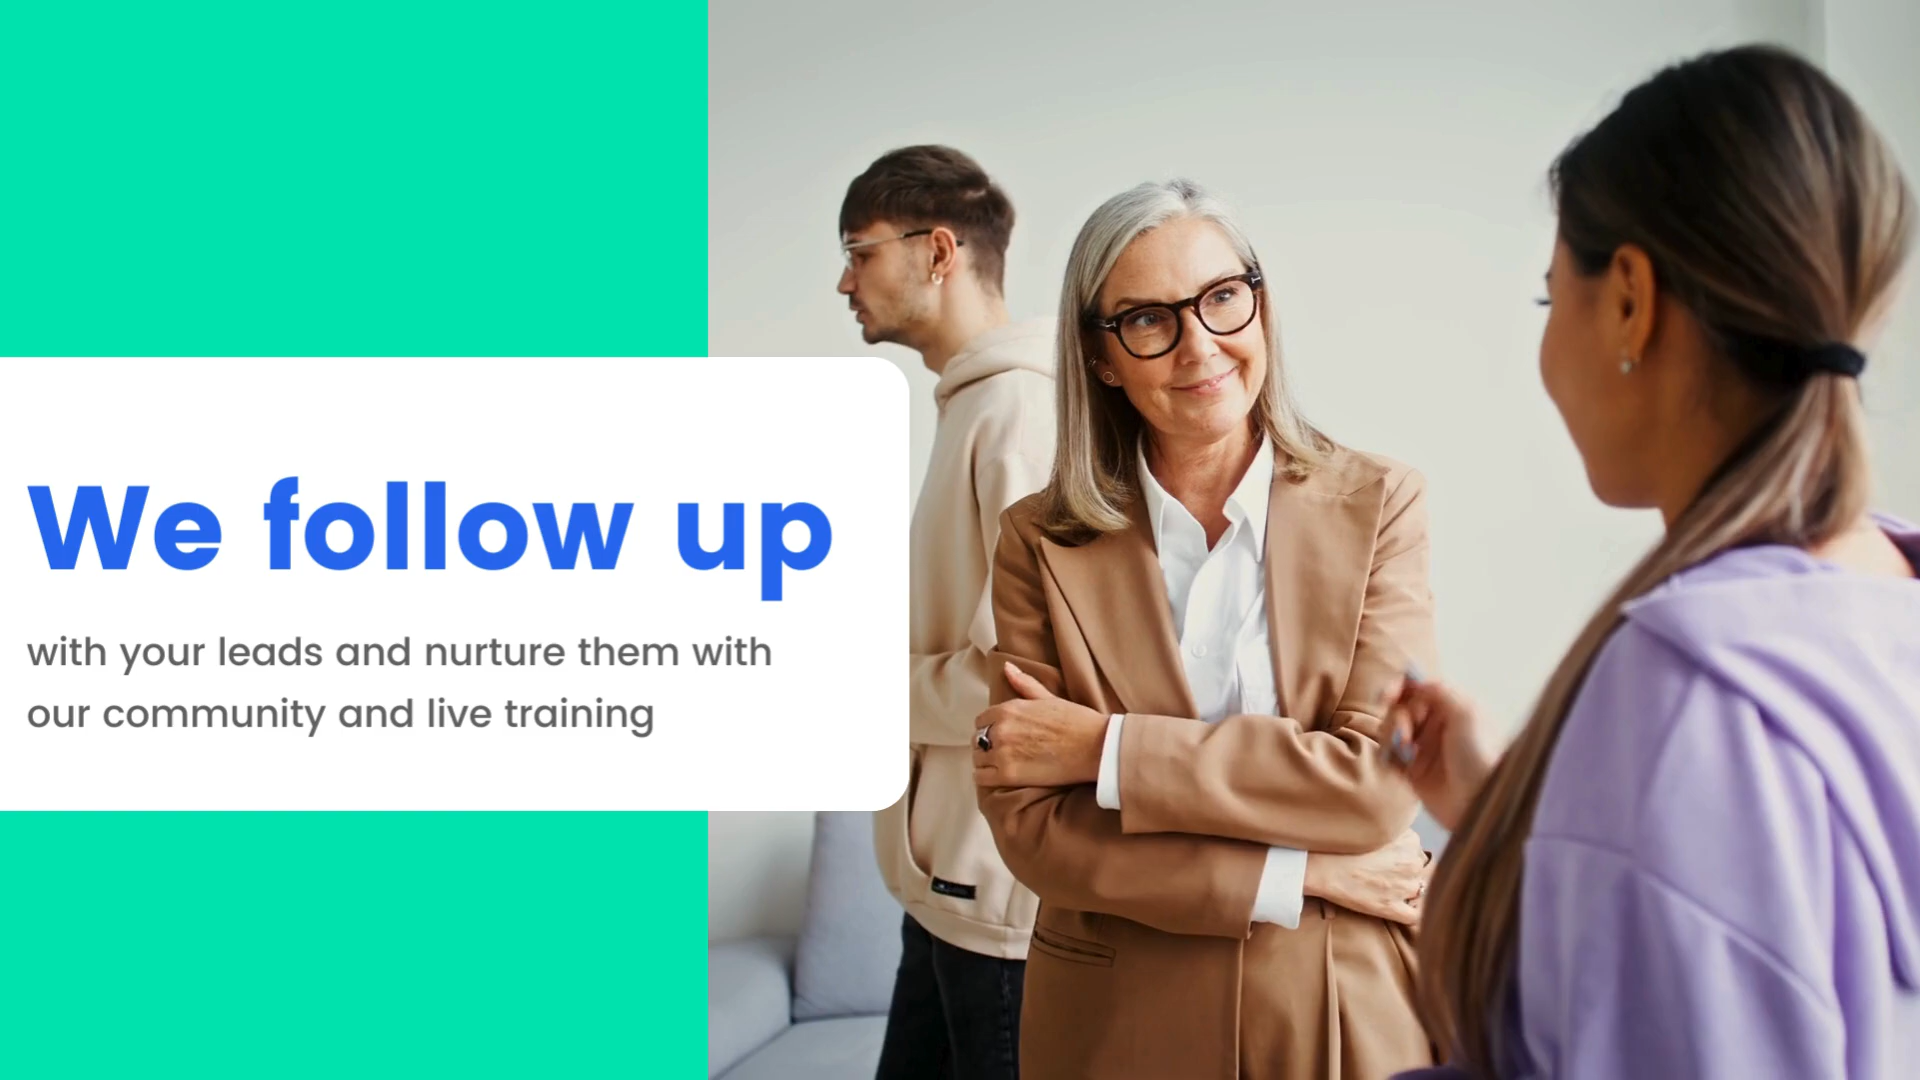 We follow up
with your leads and nurture them with
our community and live training